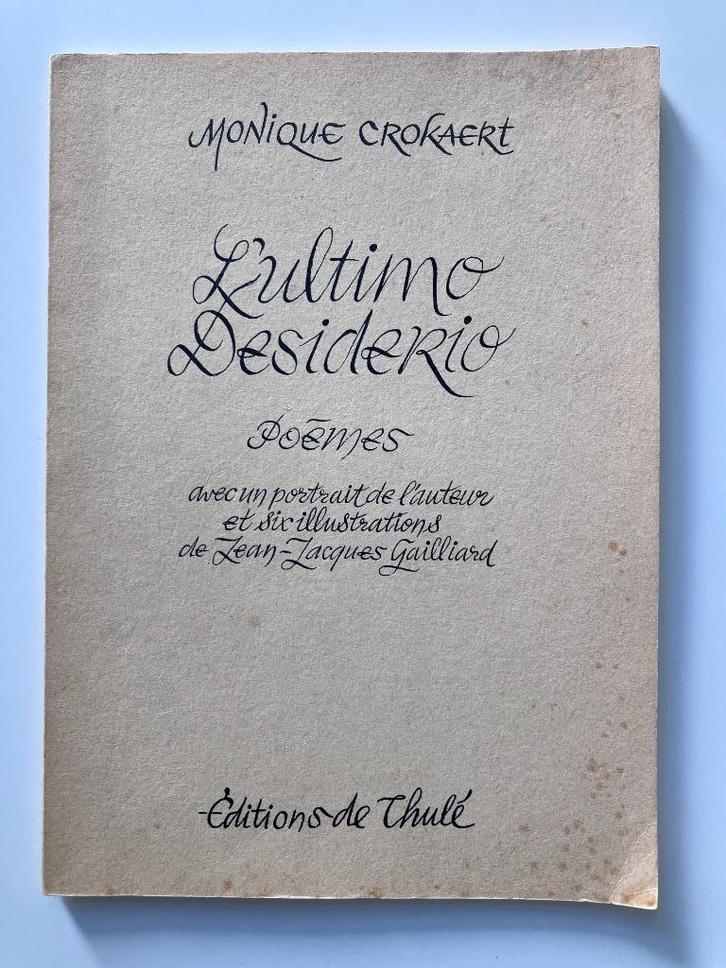 MONIQUE CROKAERT
L'ultimo
Desiderio
Poëmes
avec un portrait de l'auteur
et six illustrations
de Jean-Jacques Gailliard
Éditions de Thulé